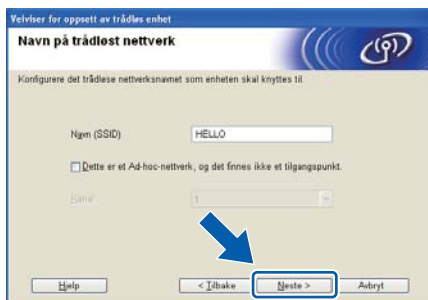 Veiviser for oppsett av trådløs enhet
Navn på trådløst nettverk
Konfigurere det trådløse nettverksnavnet som enheten skal knyttes til.
Navn (SSID)
HELLO
Dette er et Ad-hoc-nettverk, og det finnes ikke et tilgangspunkt.
Kanal
1
Hjelp
< Tilbake
Neste >
Avbryt